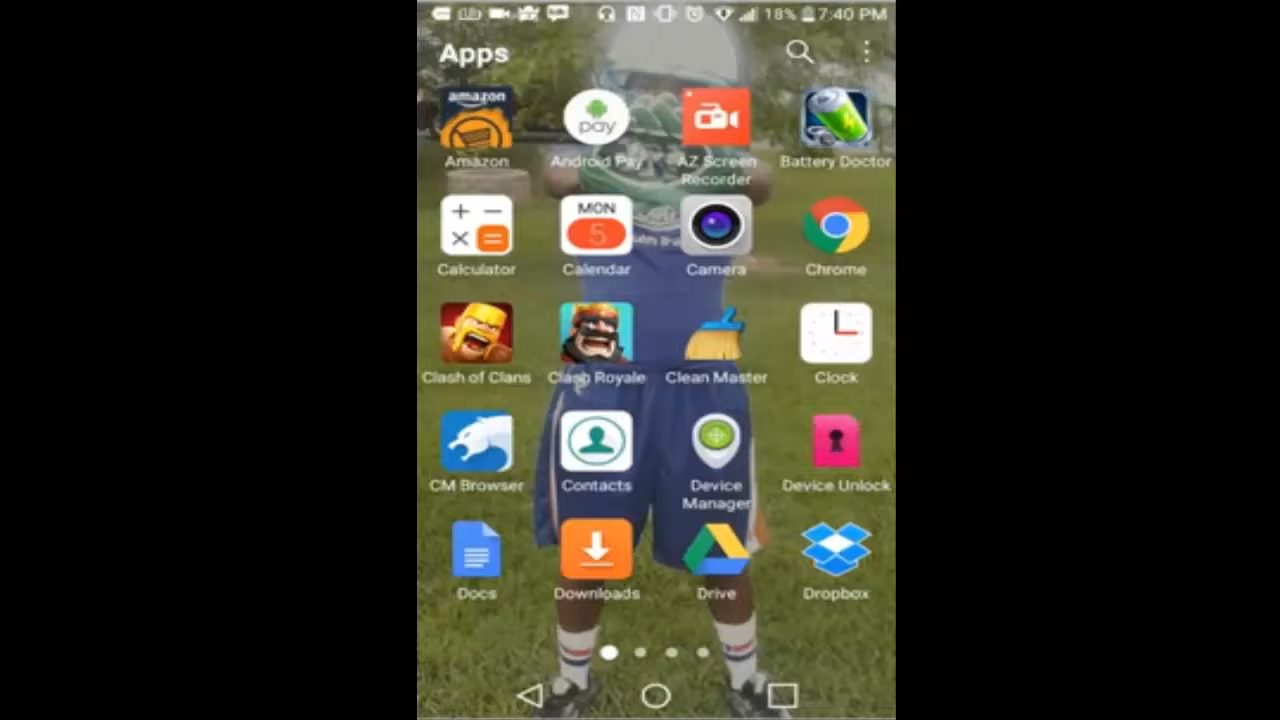 18% 7:40 PM
Apps
amazon
pay
Amazon
Android Pay
AZ Screen
Recorder
Battery Doctor
MON
5
Calculator
Calendar
Camera
Chrome
Clash of Clans
Clash Royale
Clean Master
Clock
CM Browser
Contacts
Device
Manager
Device Unlock
Docs
Downloads
Drive
Dropbox